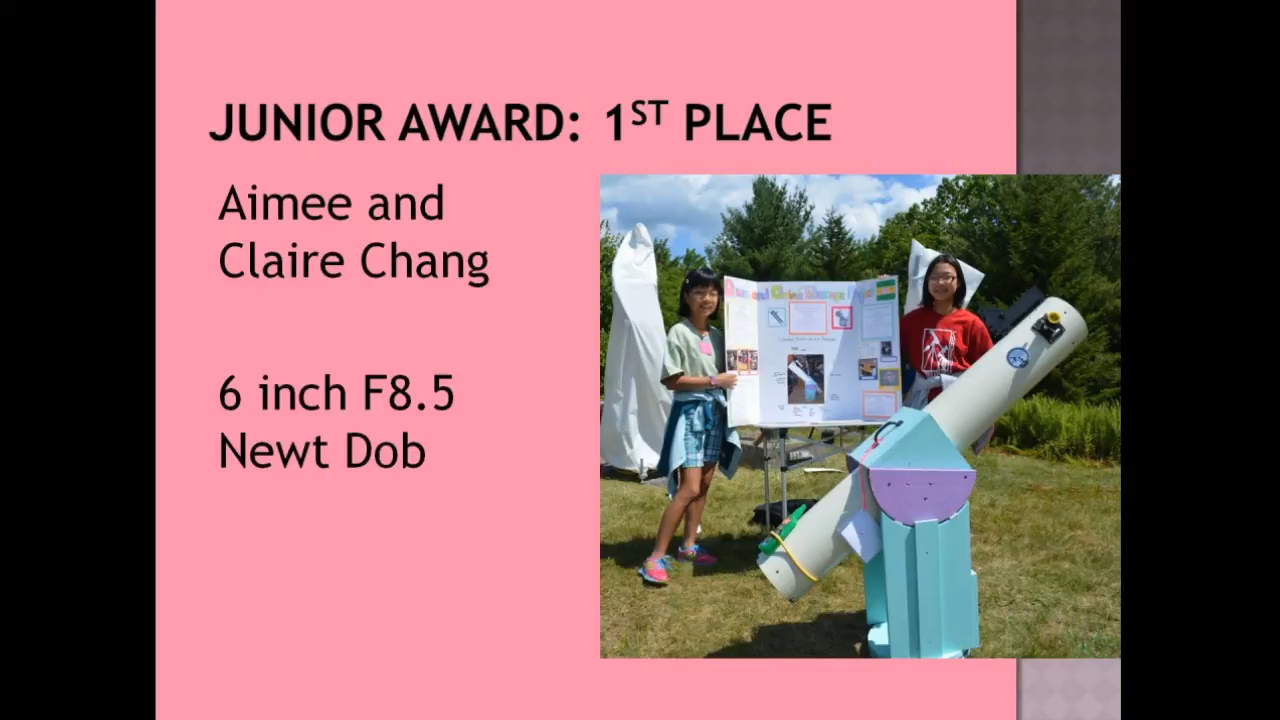 JUNIOR AWARD: 1ST PLACE
Aimee and
Claire Chang
6 inch F8.5
Newt Dob